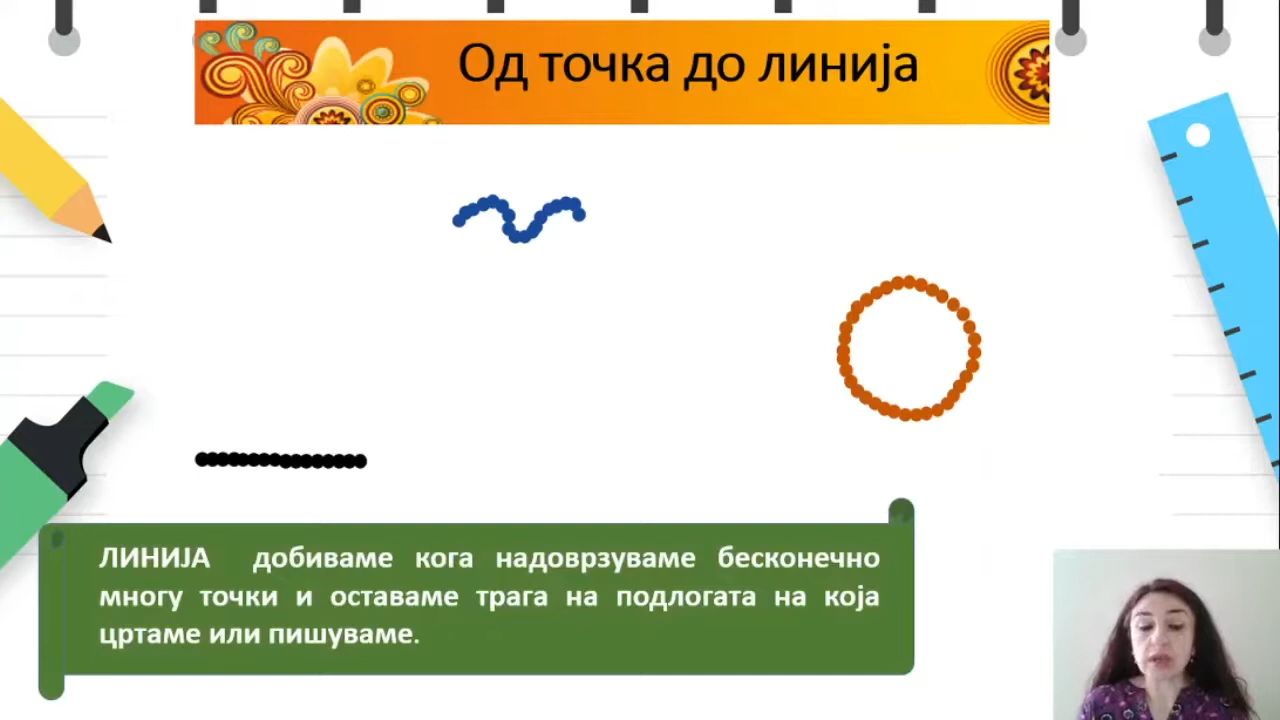 Од точка до линија
ЛИНИЈА добиваме кога надоврзуваме бесконечно
многу точки и оставаме трага на подлогата на која
цртаме или пишуваме.